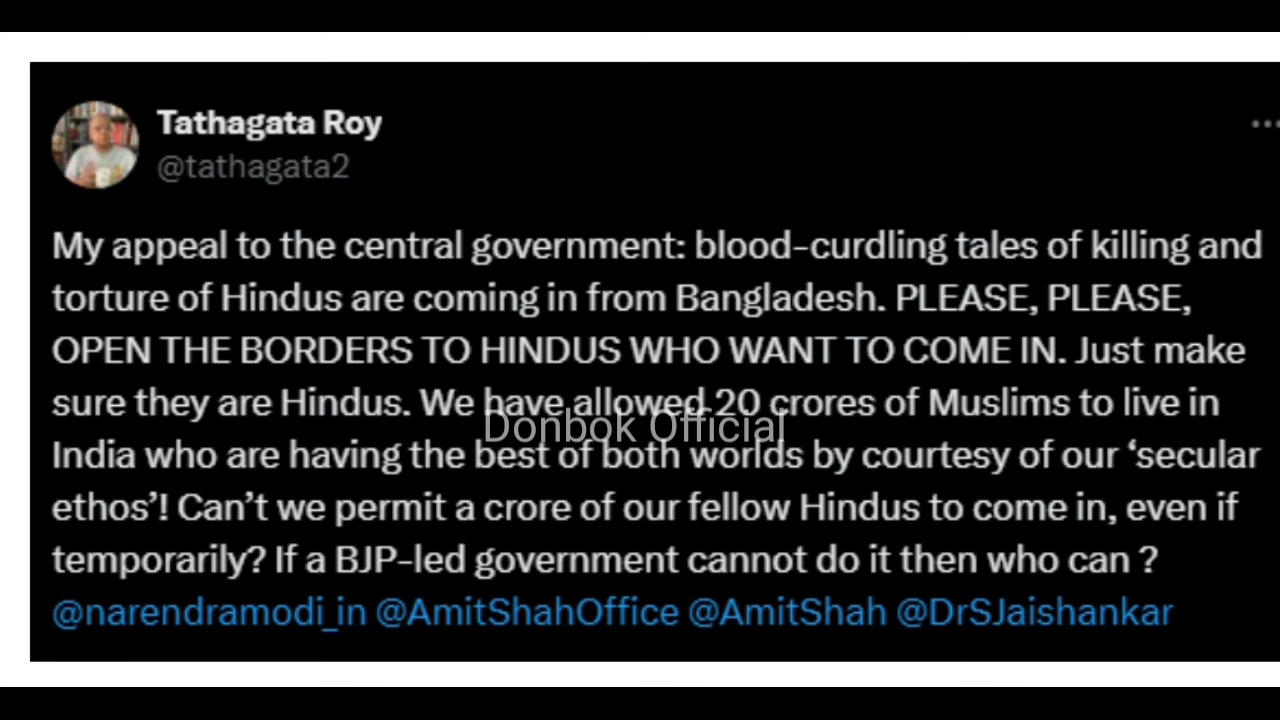 Tathagata Roy
@tathagata2
My appeal to the central government: blood-curdling tales of killing and
torture of Hindus are coming in from Bangladesh. PLEASE, PLEASE,
OPEN THE BORDERS TO HINDUS WHO WANT TO COME IN. Just make
sure they are Hindus. We have allowed 20 crores of Muslims to live in
Donbok Official
India who are having the best of both worlds by courtesy of our ‘secular
ethos’! Can’t we permit a crore of our fellow Hindus to come in, even if
temporarily? If a BJP-led government cannot do it then who can ?
@narendramodi_in @AmitShahOffice @AmitShah @DrSJaishankar